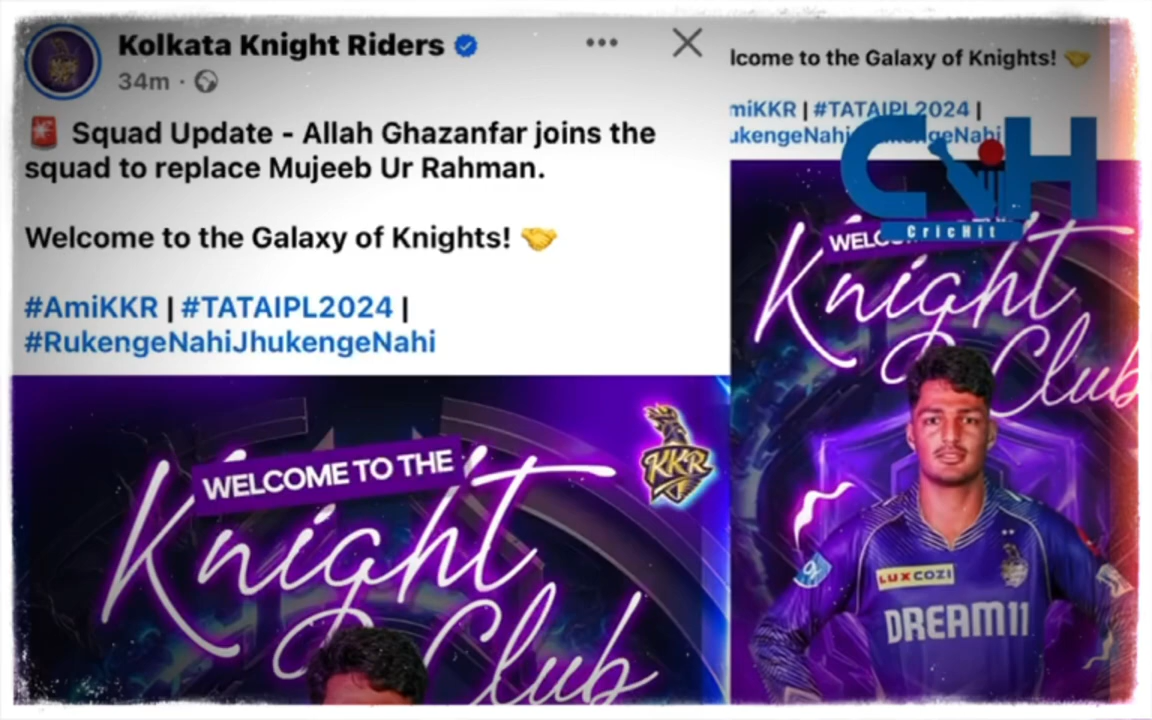 Kolkata Knight Riders
34m ·
🚨 Squad Update - Allah Ghazanfar joins the
squad to replace Mujeeb Ur Rahman.
Welcome to the Galaxy of Knights! 🤝
#AmiKKR | #TATAIPL2024 |
#RukengeNahiJhukengeNahi
WELCOME TO THE
Knight
Club
KKR
lcome to the Galaxy of Knights! 🤝
miKKR | #TATAIPL2024 |
CricHit
Knight
Club
LUX COZI
DREAM11